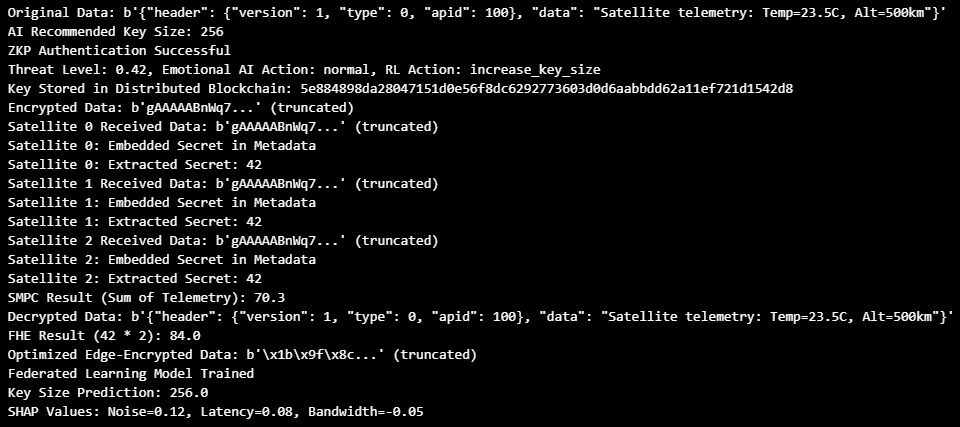 Original Data: b'{"header": {"version": 1, "type": 0, "apid": 100}, "data": "Satellite telemetry: Temp=23.5C, Alt=500km"}'
AI Recommended Key Size: 256
ZKP Authentication Successful
Threat Level: 0.42, Emotional AI Action: normal, RL Action: increase_key_size
Key Stored in Distributed Blockchain: 5e884898da28047151d0e56f8dc6292773603d0d6aabbdd62a11ef721d1542d8
Encrypted Data: b'gAAAAABnWq7...' (truncated)
Satellite 0 Received Data: b'gAAAAABnWq7...' (truncated)
Satellite 0: Embedded Secret in Metadata
Satellite 0: Extracted Secret: 42
Satellite 1 Received Data: b'gAAAAABnWq7...' (truncated)
Satellite 1: Embedded Secret in Metadata
Satellite 1: Extracted Secret: 42
Satellite 2 Received Data: b'gAAAAABnWq7...' (truncated)
Satellite 2: Embedded Secret in Metadata
Satellite 2: Extracted Secret: 42
SMPC Result (Sum of Telemetry): 70.3
Decrypted Data: b'{"header": {"version": 1, "type": 0, "apid": 100}, "data": "Satellite telemetry: Temp=23.5C, Alt=500km"}'
FHE Result (42 * 2): 84.0
Optimized Edge-Encrypted Data: b'\x1b\x9f\x8c...' (truncated)
Federated Learning Model Trained
Key Size Prediction: 256.0
SHAP Values: Noise=0.12, Latency=0.08, Bandwidth=-0.05